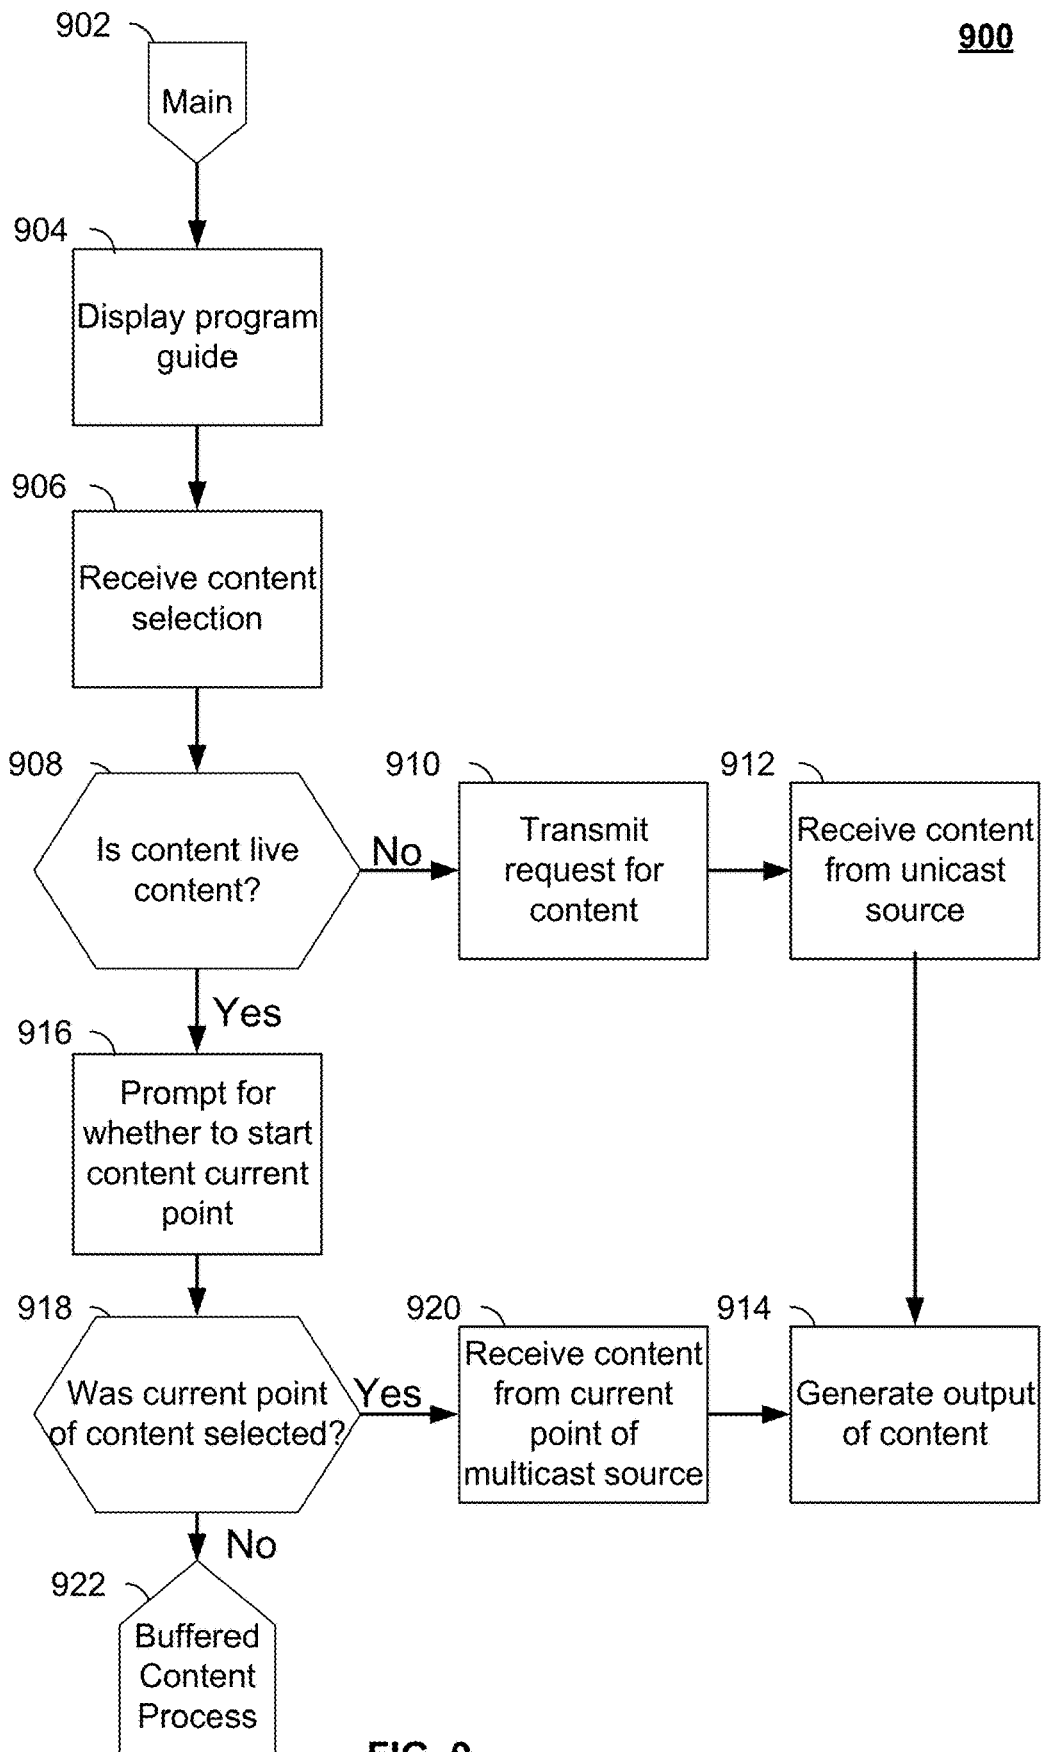 902
900
Main
904
Display program
guide
906
Receive content
selection
908
Is content live
content?
No
910
Transmit
request for
content
912
Receive content
from unicast
source
Yes
916
Prompt for
whether to start
content current
point
918
Was current point
of content selected?
Yes
920
Receive content
from current
point of
multicast source
914
Generate output
of content
No
922
Buffered
Content
Process
FIG. 9